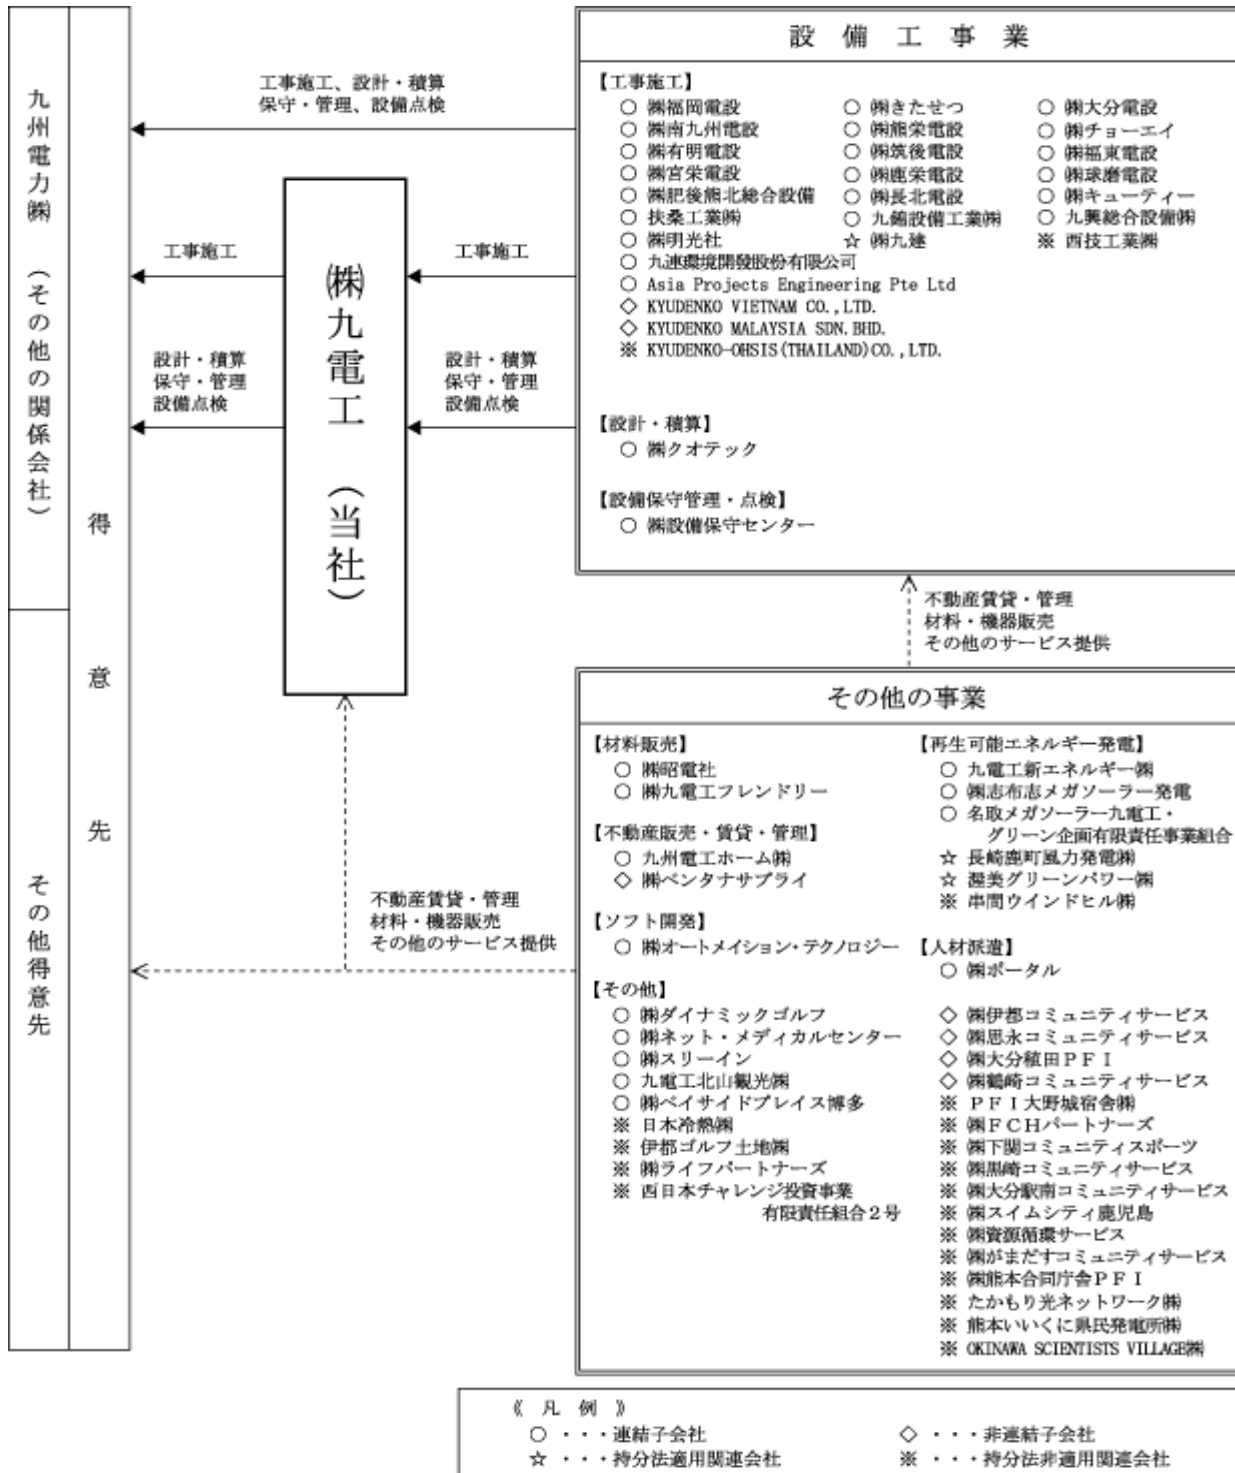 九州電力㈱（その他の関係会社）
その他得意先
得意先
㈱九電工（当社）
工事施工、設計・積算
保守・管理、設備点検
工事施工
工事施工
設計・積算
保守・管理
設備点検
設計・積算
保守・管理
設備点検
設備工事業
【工事施工】
○ ㈱福岡電設 ○ ㈱きたせつ ○ ㈱大分電設
○ ㈱南九州電設 ○ ㈱熊栄電設 ○ ㈱チョーエイ
○ ㈱有明電設 ○ ㈱筑後電設 ○ ㈱福東電設
○ ㈱宮栄電設 ○ ㈱鹿栄電設 ○ ㈱球磨電設
○ ㈱肥後熊北総合設備 ○ ㈱長北電設 ○ ㈱キューティー
○ 扶桑工業㈱ ○ 九鵬設備工業㈱ ○ 九興総合設備㈱
○ ㈱明光社 ☆ ㈱九建 ※ 西技工業㈱
○ 九連環境開發股份有限公司
○ Asia Projects Engineering Pte Ltd
◇ KYUDENKO VIETNAM CO.,LTD.
◇ KYUDENKO MALAYSIA SDN.BHD.
※ KYUDENKO-OHSIS(THAILAND)CO.,LTD.
【設計・積算】
○ ㈱クオテック
【設備保守管理・点検】
○ ㈱設備保守センター
不動産賃貸・管理
材料・機器販売
その他のサービス提供
不動産賃貸・管理
材料・機器販売
その他のサービス提供
その他の事業
【材料販売】
○ ㈱昭電社
○ ㈱九電工フレンドリー
【不動産販売・賃貸・管理】
○ 九州電工ホーム㈱
◇ ㈱ベンタナサプライ
【ソフト開発】
○ ㈱オートメイション・テクノロジー
【その他】
○ ㈱ダイナミックゴルフ
○ ㈱ネット・メディカルセンター
○ ㈱スリーイン
○ 九電工北山観光㈱
○ ㈱ベイサイドプレイス博多
※ 日本冷熱㈱
※ 伊都ゴルフ土地㈱
※ ㈱ライフパートナーズ
※ 西日本チャレンジ投資事業
有限責任組合２号
【再生可能エネルギー発電】
○ 九電工新エネルギー㈱
○ ㈱志布志メガソーラー発電
○ 名取メガソーラー九電工・
グリーン企画有限責任事業組合
☆ 長崎鹿町風力発電㈱
☆ 渥美グリーンパワー㈱
※ 串間ウインドヒル㈱
【人材派遣】
○ ㈱ポータル
◇ ㈱伊都コミュニティサービス
◇ ㈱思永コミュニティサービス
◇ ㈱大分稙田ＰＦＩ
◇ ㈱鶴崎コミュニティサービス
※ ＰＦＩ大野城宿舎㈱
※ ㈱ＦＣＨパートナーズ
※ ㈱下関コミュニティスポーツ
※ ㈱黒崎コミュニティサービス
※ ㈱大分駅南コミュニティサービス
※ ㈱スイムシティ鹿児島
※ ㈱資源循環サービス
※ ㈱がまだすコミュニティサービス
※ ㈱熊本合同庁舎ＰＦＩ
※ たかもり光ネットワーク㈱
※ 熊本いいくに県民発電所㈱
※ OKINAWA SCIENTISTS VILLAGE㈱
《 凡 例 》
○ ・・・連結子会社 ◇ ・・・非連結子会社
☆ ・・・持分法適用関連会社 ※ ・・・持分法非適用関連会社